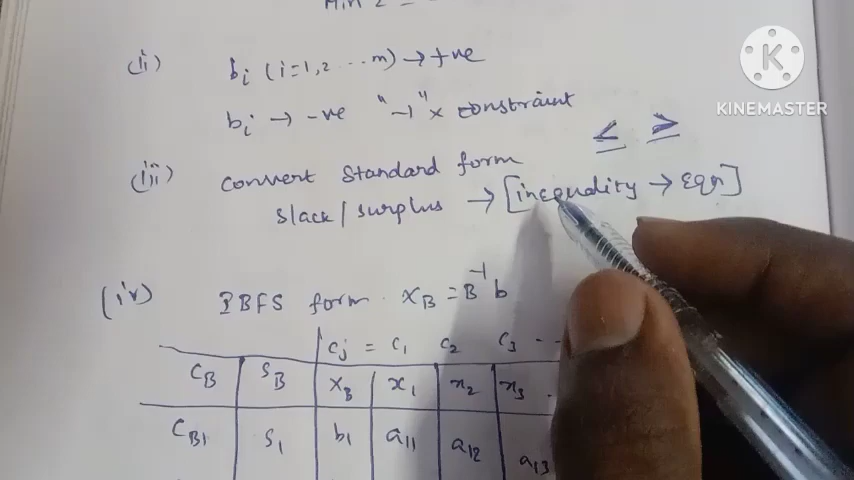 Min Z =
(ii) bi (i=1,2 ... m) → +ve
bi → -ve "-1" × constraint
≤ ≥
(iii) Convert Standard form
slack/surplus → [inequality → Eqn]
(iv) IBFS form. XB = B⁻¹ b
Cj = C1 C2 C3 ..
CB SB XB x1 x2 x3 .
CB1 S1 b1 a11 a12 a13
K
KINEMASTER